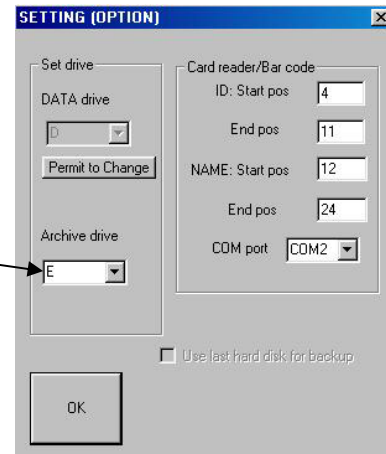 SETTING (OPTION)
Set drive
DATA drive
D
Permit to Change
Archive drive
E
Card reader/Bar code
ID: Start pos 4
End pos 11
NAME: Start pos 12
End pos 24
COM port COM2
Use last hard disk for backup
OK